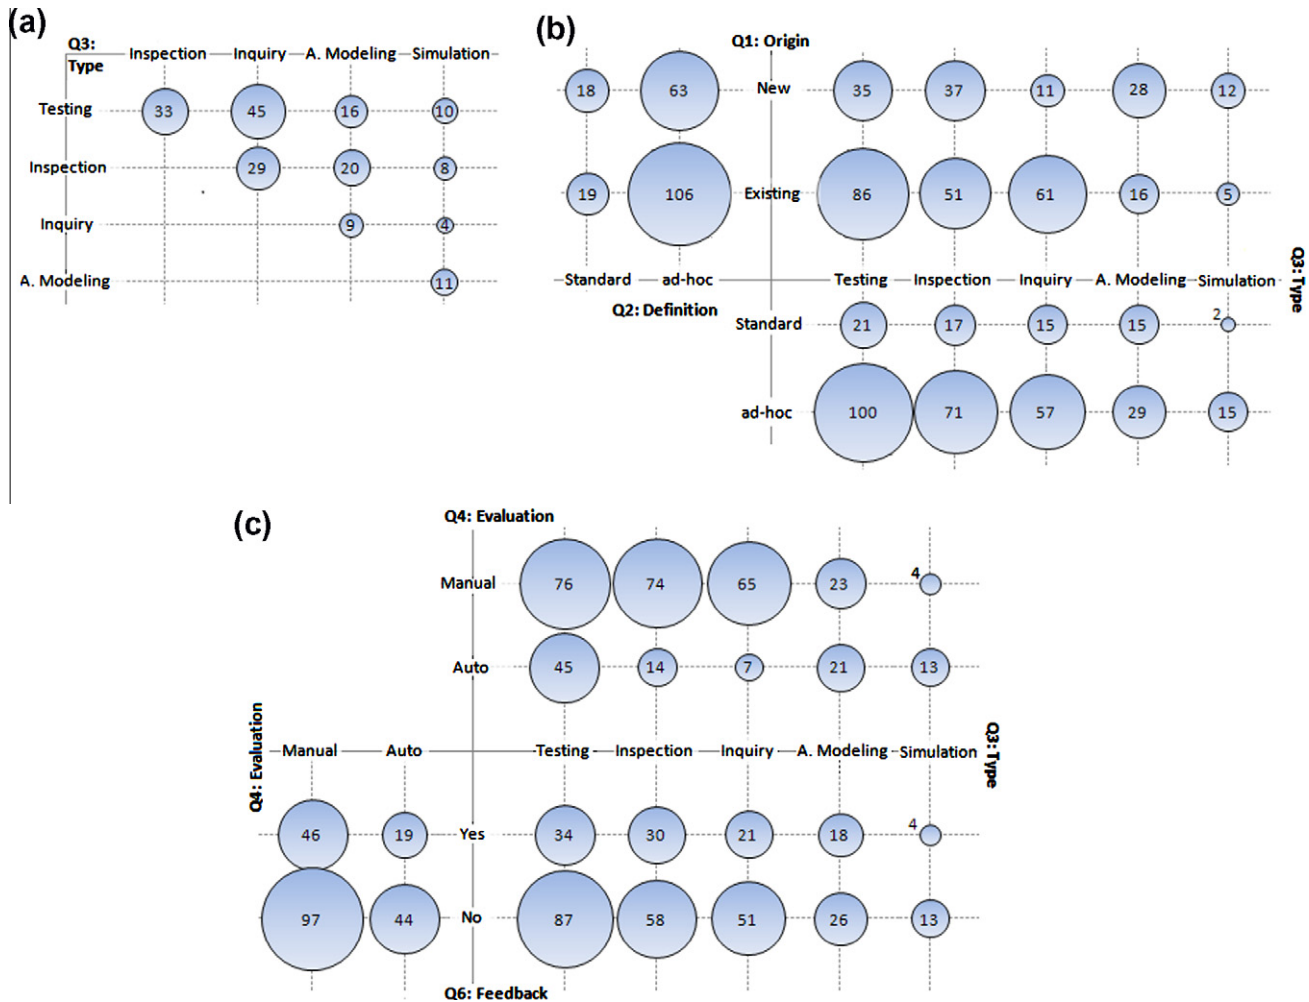 (a)
Q3:
Type
Inspection Inquiry A. Modeling Simulation
Testing 33 45 16 10
Inspection 29 20 8
Inquiry 9 4
A. Modeling 11
(b)
Q1: Origin
18 63 New 35 37 11 28 12
19 106 Existing 86 51 61 16 5
Standard ad-hoc Testing Inspection Inquiry A. Modeling Simulation
Q3: Type
Q2: Definition
Standard 21 17 15 15 2
ad-hoc 100 71 57 29 15
(c)
Q4: Evaluation
Manual 76 74 65 23 4
Auto 45 14 7 21 13
Q4: Evaluation
Manual Auto Testing Inspection Inquiry A. Modeling Simulation
Q3: Type
46 19 Yes 34 30 21 18 4
97 44 No 87 58 51 26 13
Q6: Feedback